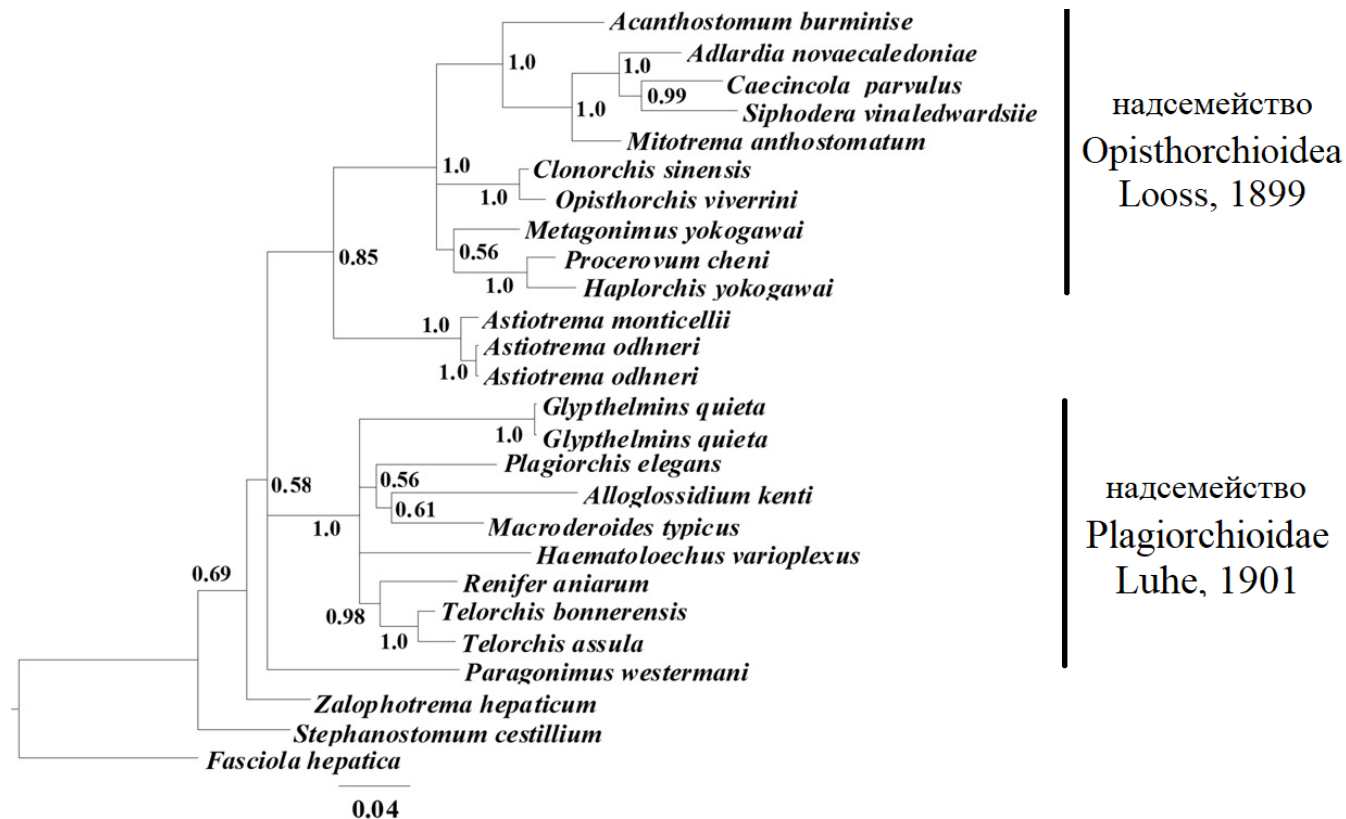 Acanthostomum burminise
1.0
Adlardia novaecaledoniae
1.0
Caecincola parvulus
0.99
Siphodera vinaledwardsiie
1.0
Mitotrema anthostomatum
1.0
Clonorchis sinensis
1.0
Opisthorchis viverrini
Metagonimus yokogawai
0.56
Procerovum cheni
1.0
Haplorchis yokogawai
0.85
Astiotrema monticellii
1.0
Astiotrema odhneri
1.0
Astiotrema odhneri
Glypthelmins quieta
1.0
Glypthelmins quieta
Plagiorchis elegans
0.56
Alloglossidium kenti
0.61
Macroderoides typicus
0.58
1.0
Haematoloechus varioplexus
Renifer aniarum
0.98
Telorchis bonnerensis
1.0
Telorchis assula
Paragonimus westermani
0.69
Zalophotrema hepaticum
Stephanostomum cestillium
Fasciola hepatica
0.04
надсемейство
Opisthorchioidea
Looss, 1899
надсемейство
Plagiorchioidae
Luhe, 1901